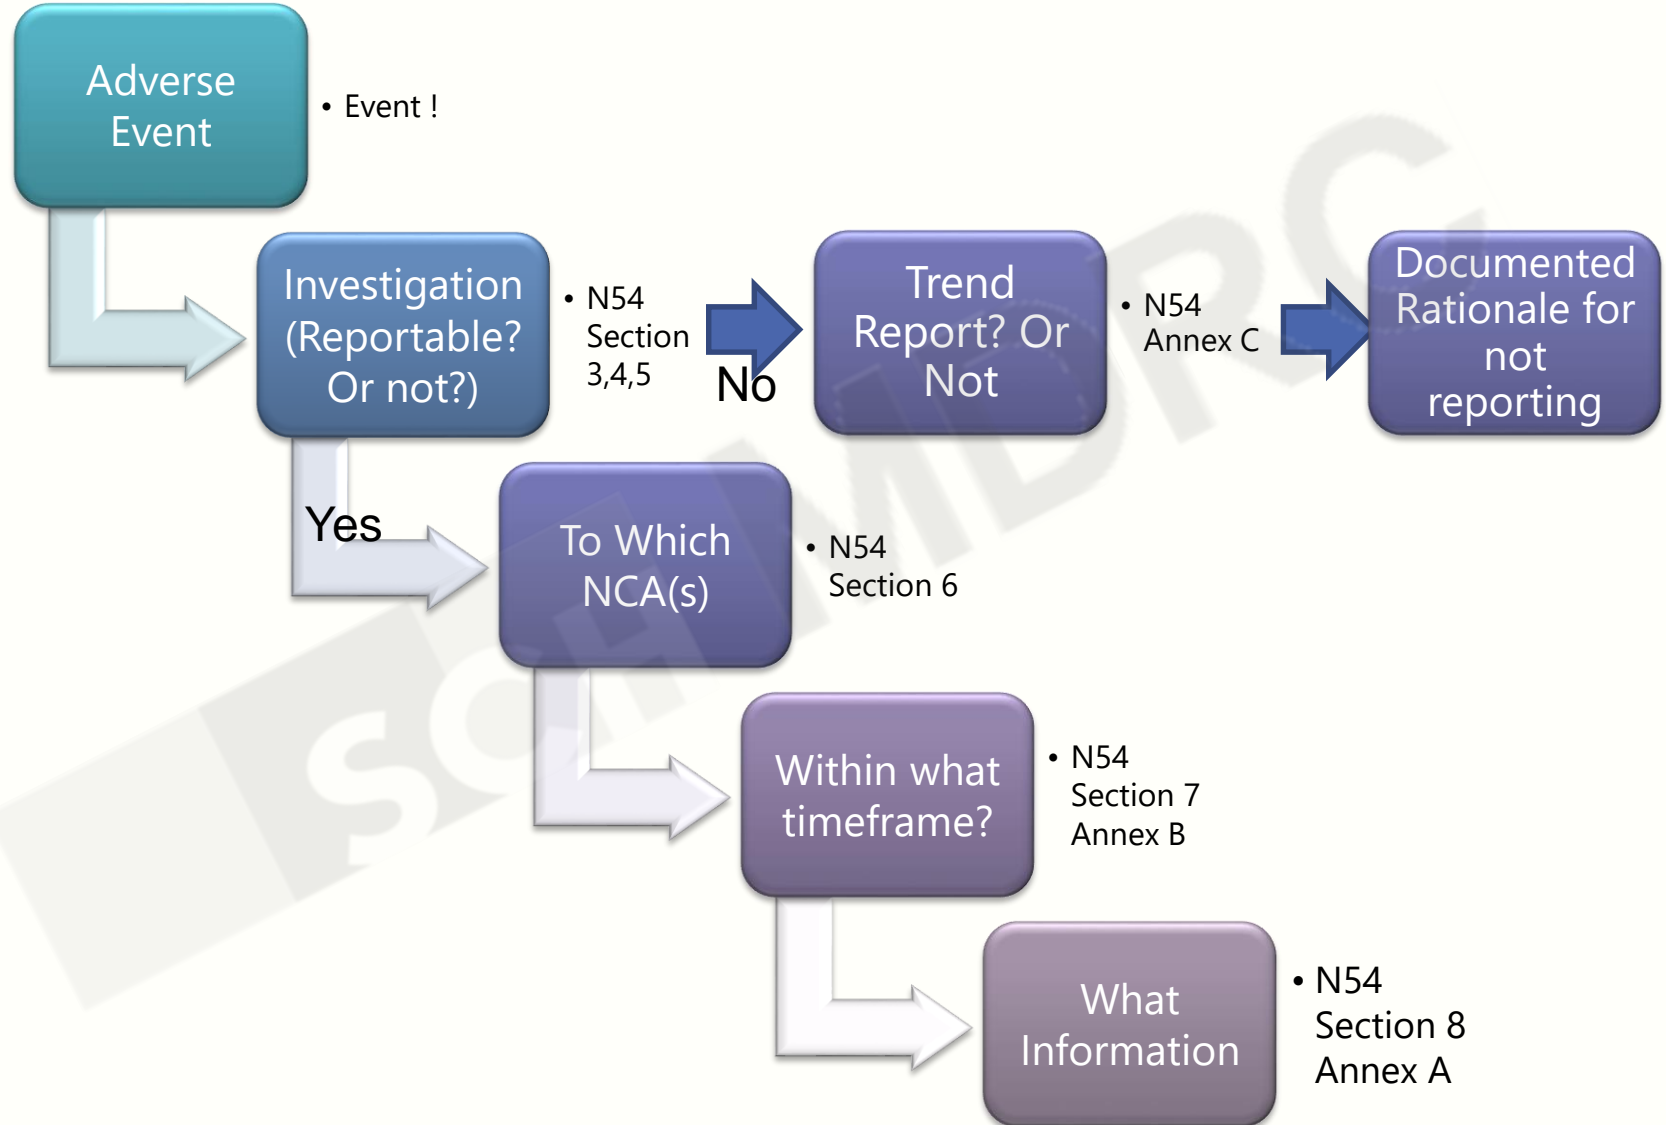 Adverse
Event
• Event !
Investigation
(Reportable?
Or not?)
• N54
Section
3,4,5
No
Trend
Report? Or
Not
• N54
Annex C
Documented
Rationale for
not
reporting
Yes
To Which
NCA(s)
• N54
Section 6
Within what
timeframe?
• N54
Section 7
Annex B
What
Information
• N54
Section 8
Annex A
SCH MDRC